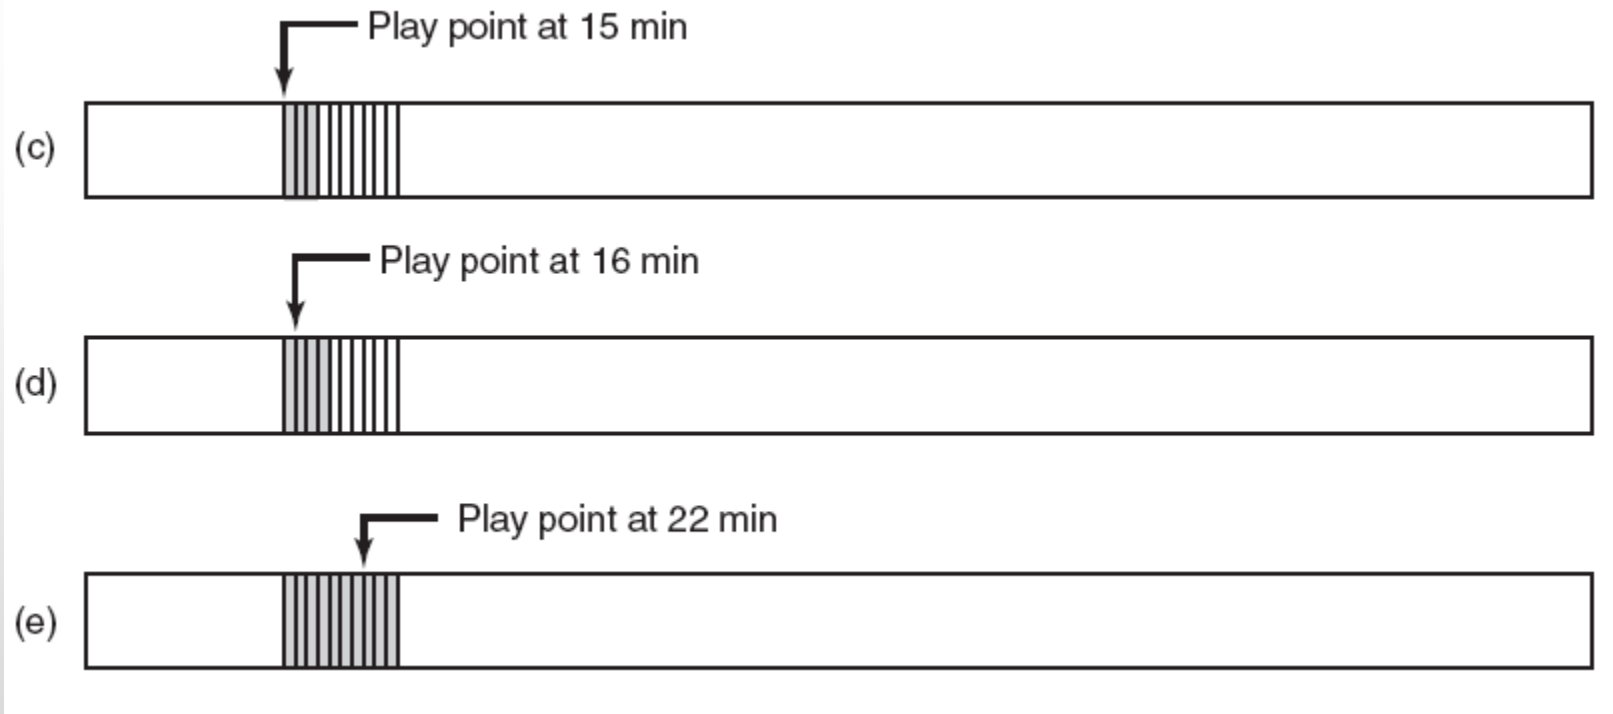 Play point at 15 min
(c)
Play point at 16 min
(d)
Play point at 22 min
(e)